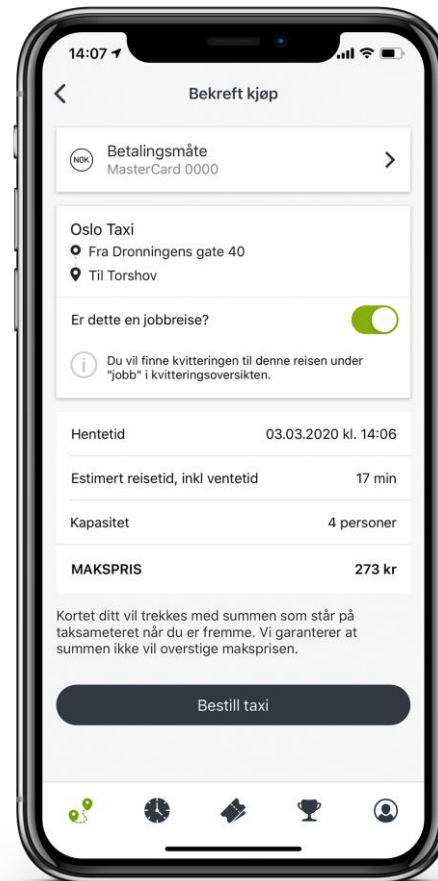 14:07
Bekreft kjøp
NOK
Betalingsmåte
MasterCard 0000
Oslo Taxi
Fra Dronningens gate 40
Til Torshov
Er dette en jobbreise?
i
Du vil finne kvitteringen til denne reisen under
"jobb" i kvitteringsoversikten.
Hentetid 03.03.2020 kl. 14:06
Estimert reisetid, inkl ventetid 17 min
Kapasitet 4 personer
MAKSPRIS 273 kr
Kortet ditt vil trekkes med summen som står på
taksameteret når du er fremme. Vi garanterer at
summen ikke vil overstige maksprisen.
Bestill taxi